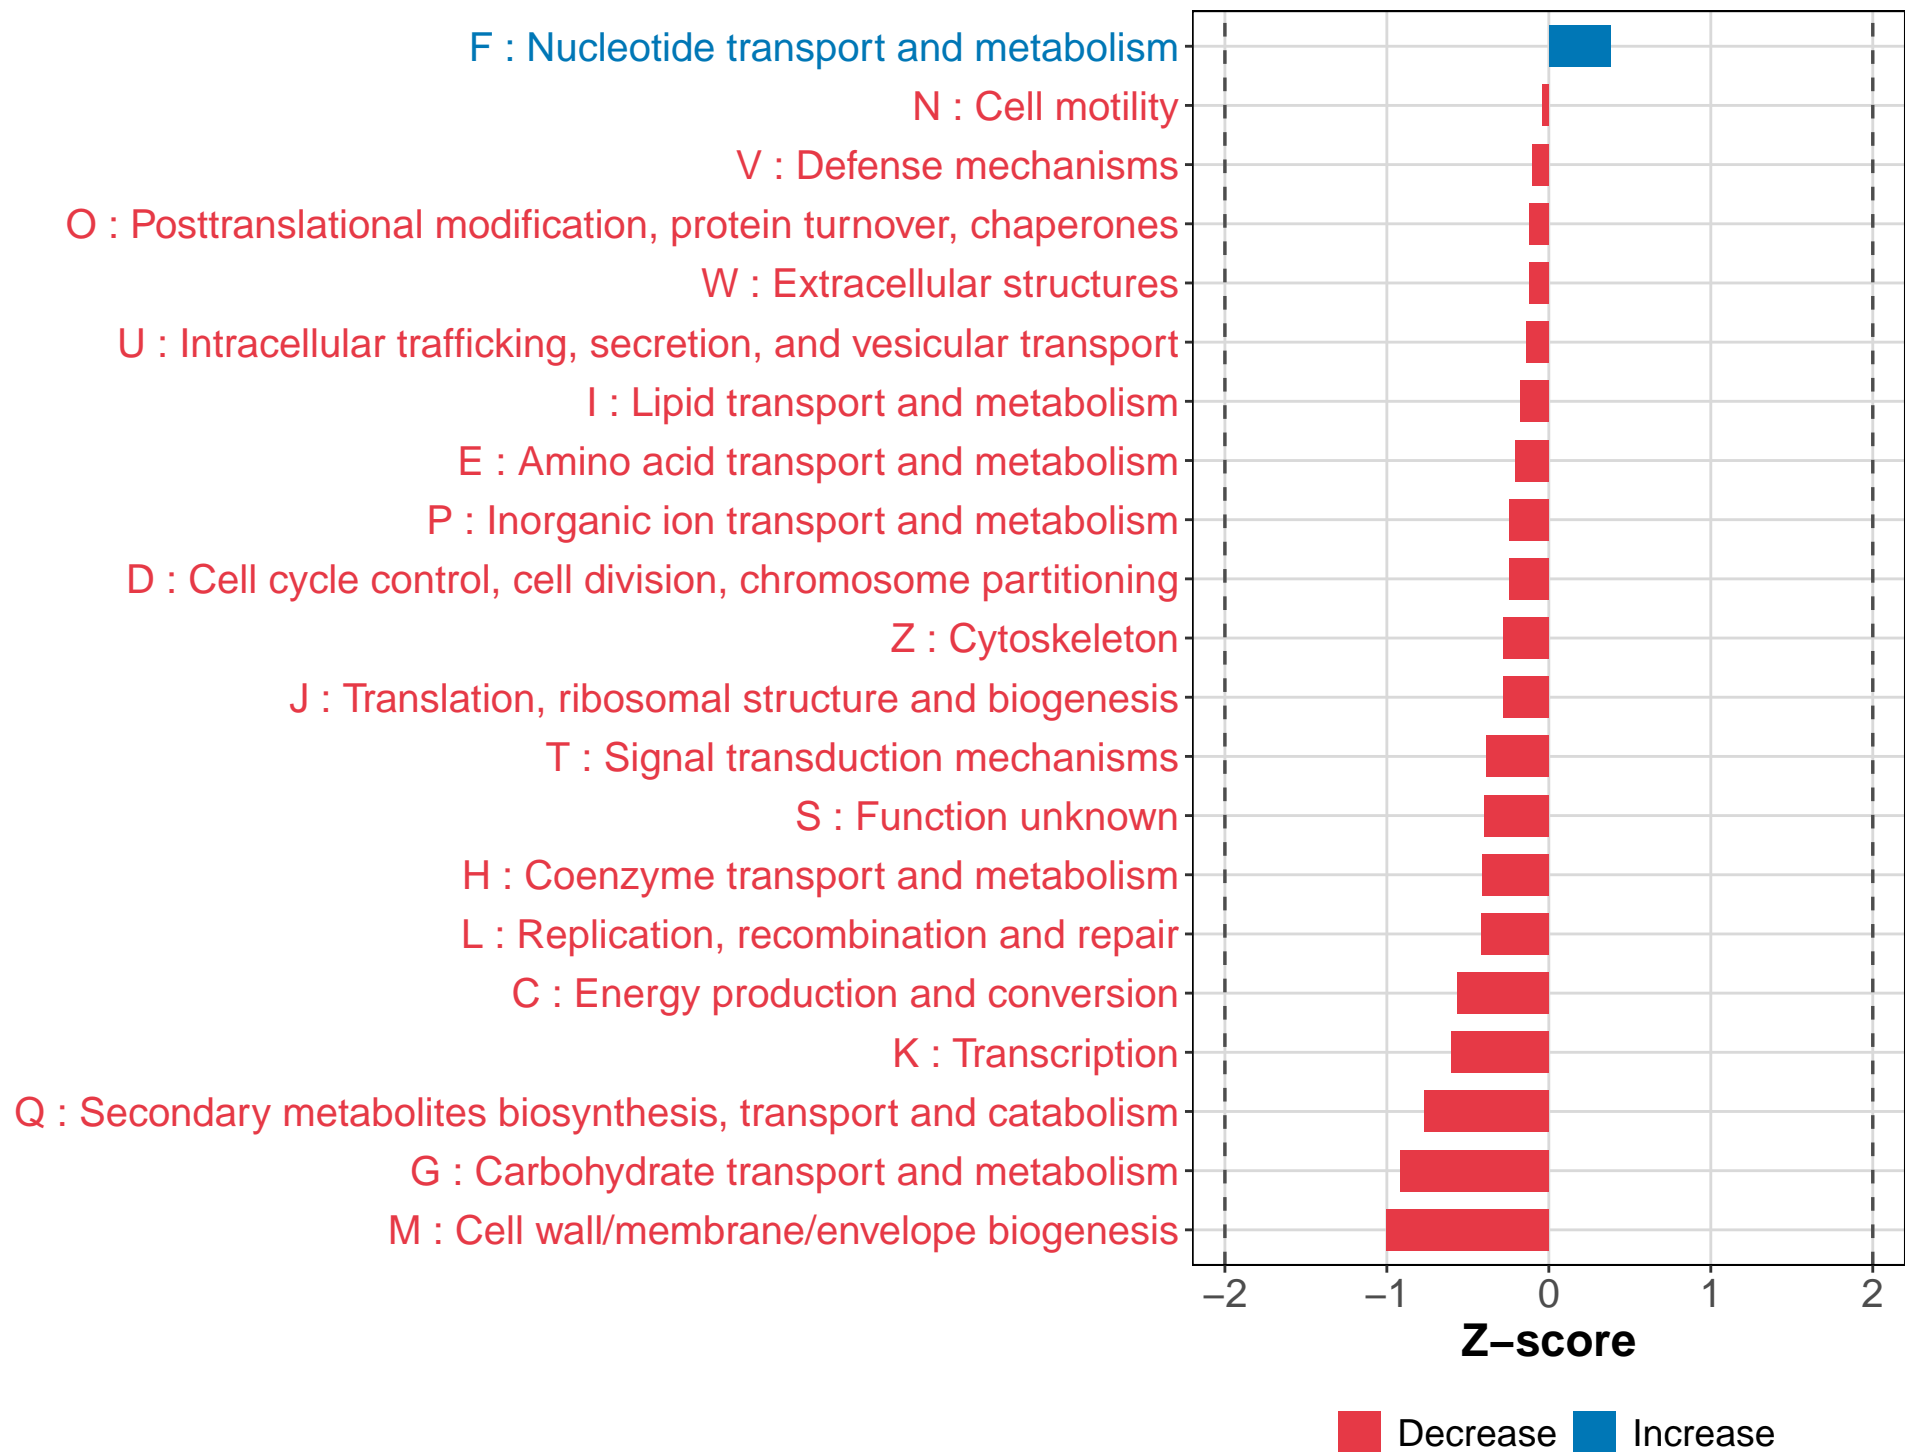 F : Nucleotide transport and metabolism
N : Cell motility
V : Defense mechanisms
O : Posttranslational modification, protein turnover, chaperones
W : Extracellular structures
U : Intracellular trafficking, secretion, and vesicular transport
I : Lipid transport and metabolism
E : Amino acid transport and metabolism
P : Inorganic ion transport and metabolism
D : Cell cycle control, cell division, chromosome partitioning
Z : Cytoskeleton
J : Translation, ribosomal structure and biogenesis
T : Signal transduction mechanisms
S : Function unknown
H : Coenzyme transport and metabolism
L : Replication, recombination and repair
C : Energy production and conversion
K : Transcription
Q : Secondary metabolites biosynthesis, transport and catabolism
G : Carbohydrate transport and metabolism
M : Cell wall/membrane/envelope biogenesis
−2 −1 0 1 2
Z−score
Decrease Increase